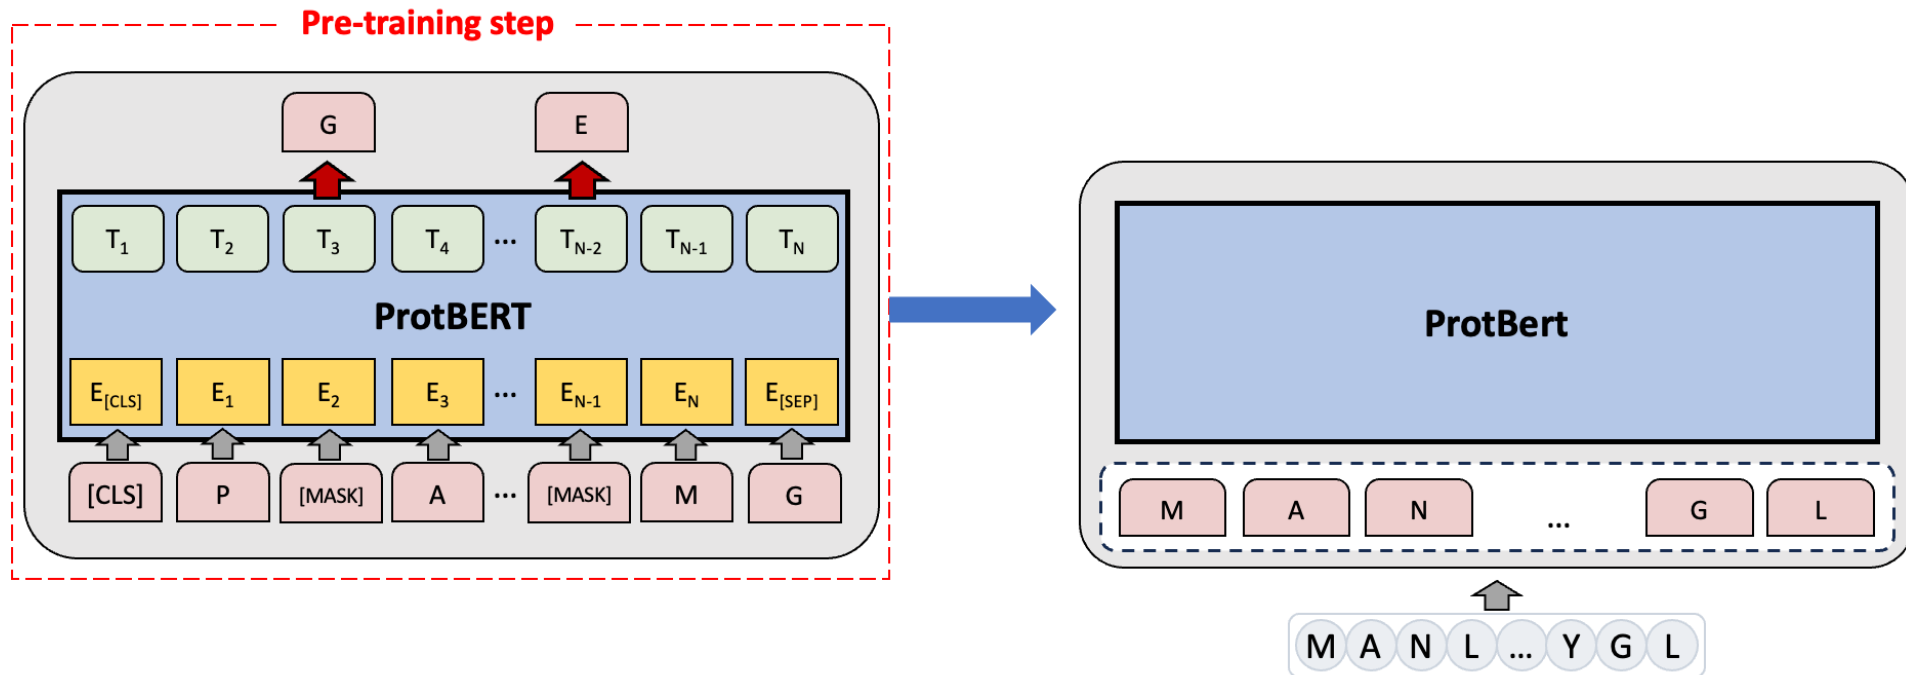 Pre-training step
G E
T1 T2 T3 T4 ... TN-2 TN-1 TN
ProtBERT
E[CLS] E1 E2 E3 ... EN-1 EN E[SEP]
[CLS] P [MASK] A ... [MASK] M G
ProtBert
M A N ... G L
M A N L ... Y G L